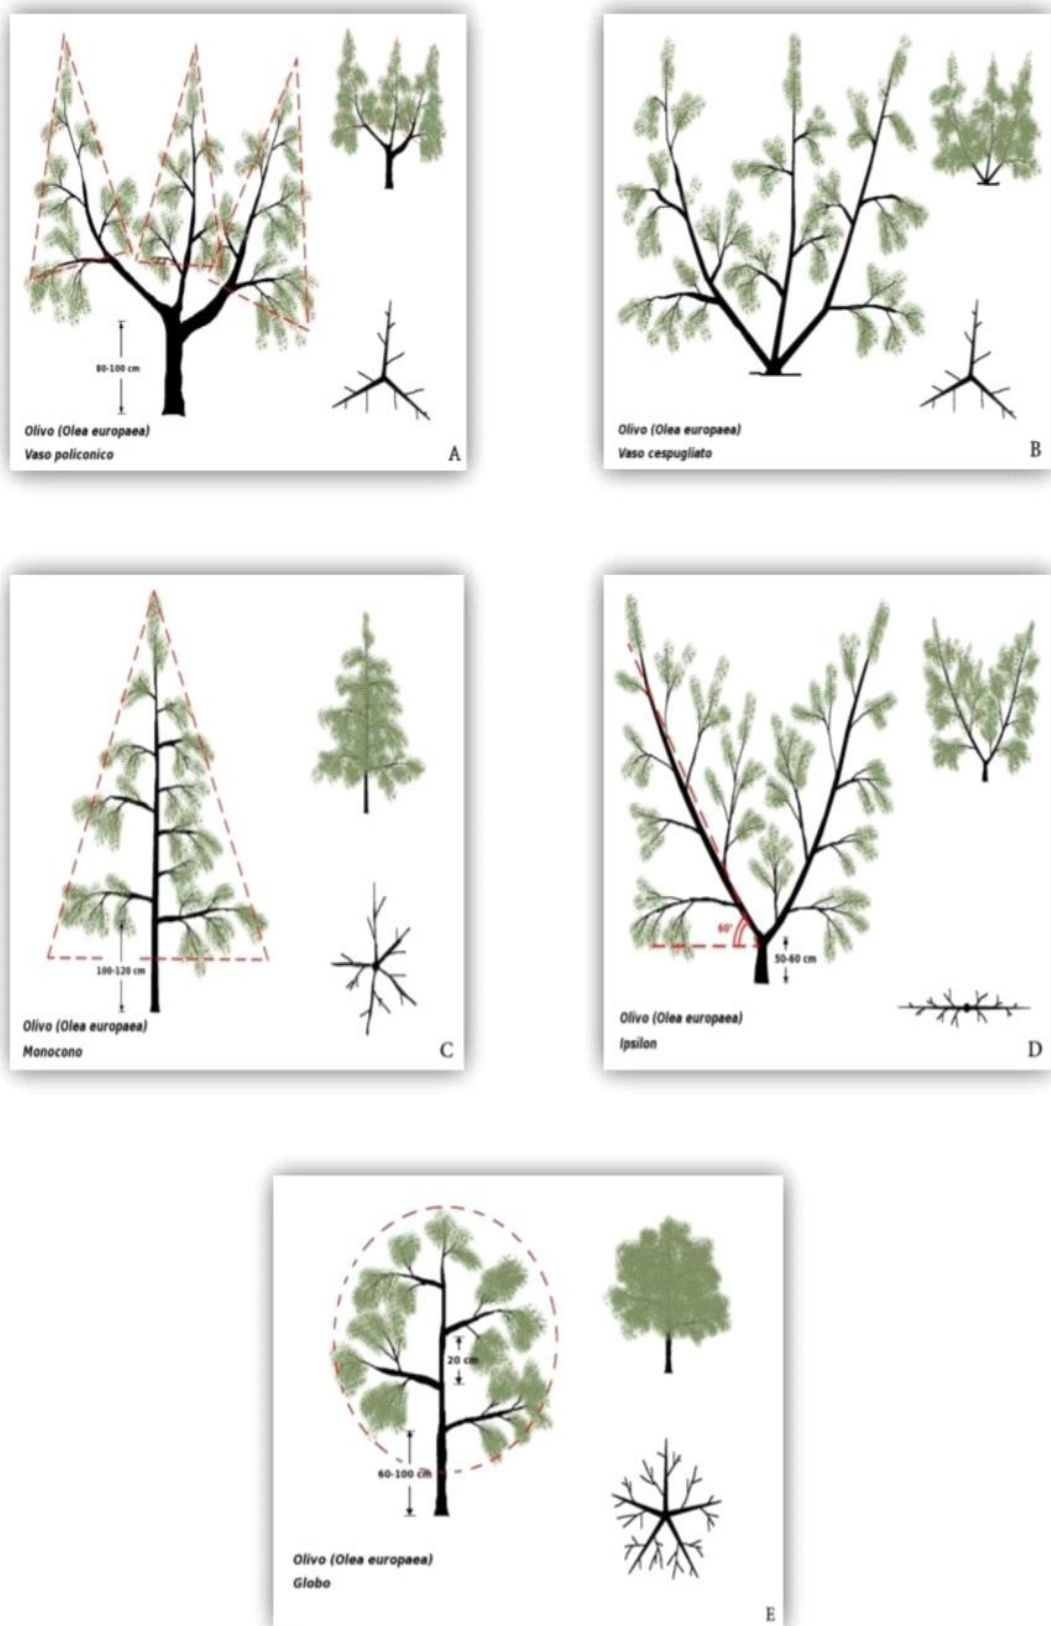 80-100 cm
Olivo (Olea europaea)
Vaso policonico
A
Olivo (Olea europaea)
Vaso cespugliato
B
100-120 cm
Olivo (Olea europaea)
Monocono
C
60°
50-60 cm
Olivo (Olea europaea)
Ipsilon
D
20 cm
60-100 cm
Olivo (Olea europaea)
Globo
E